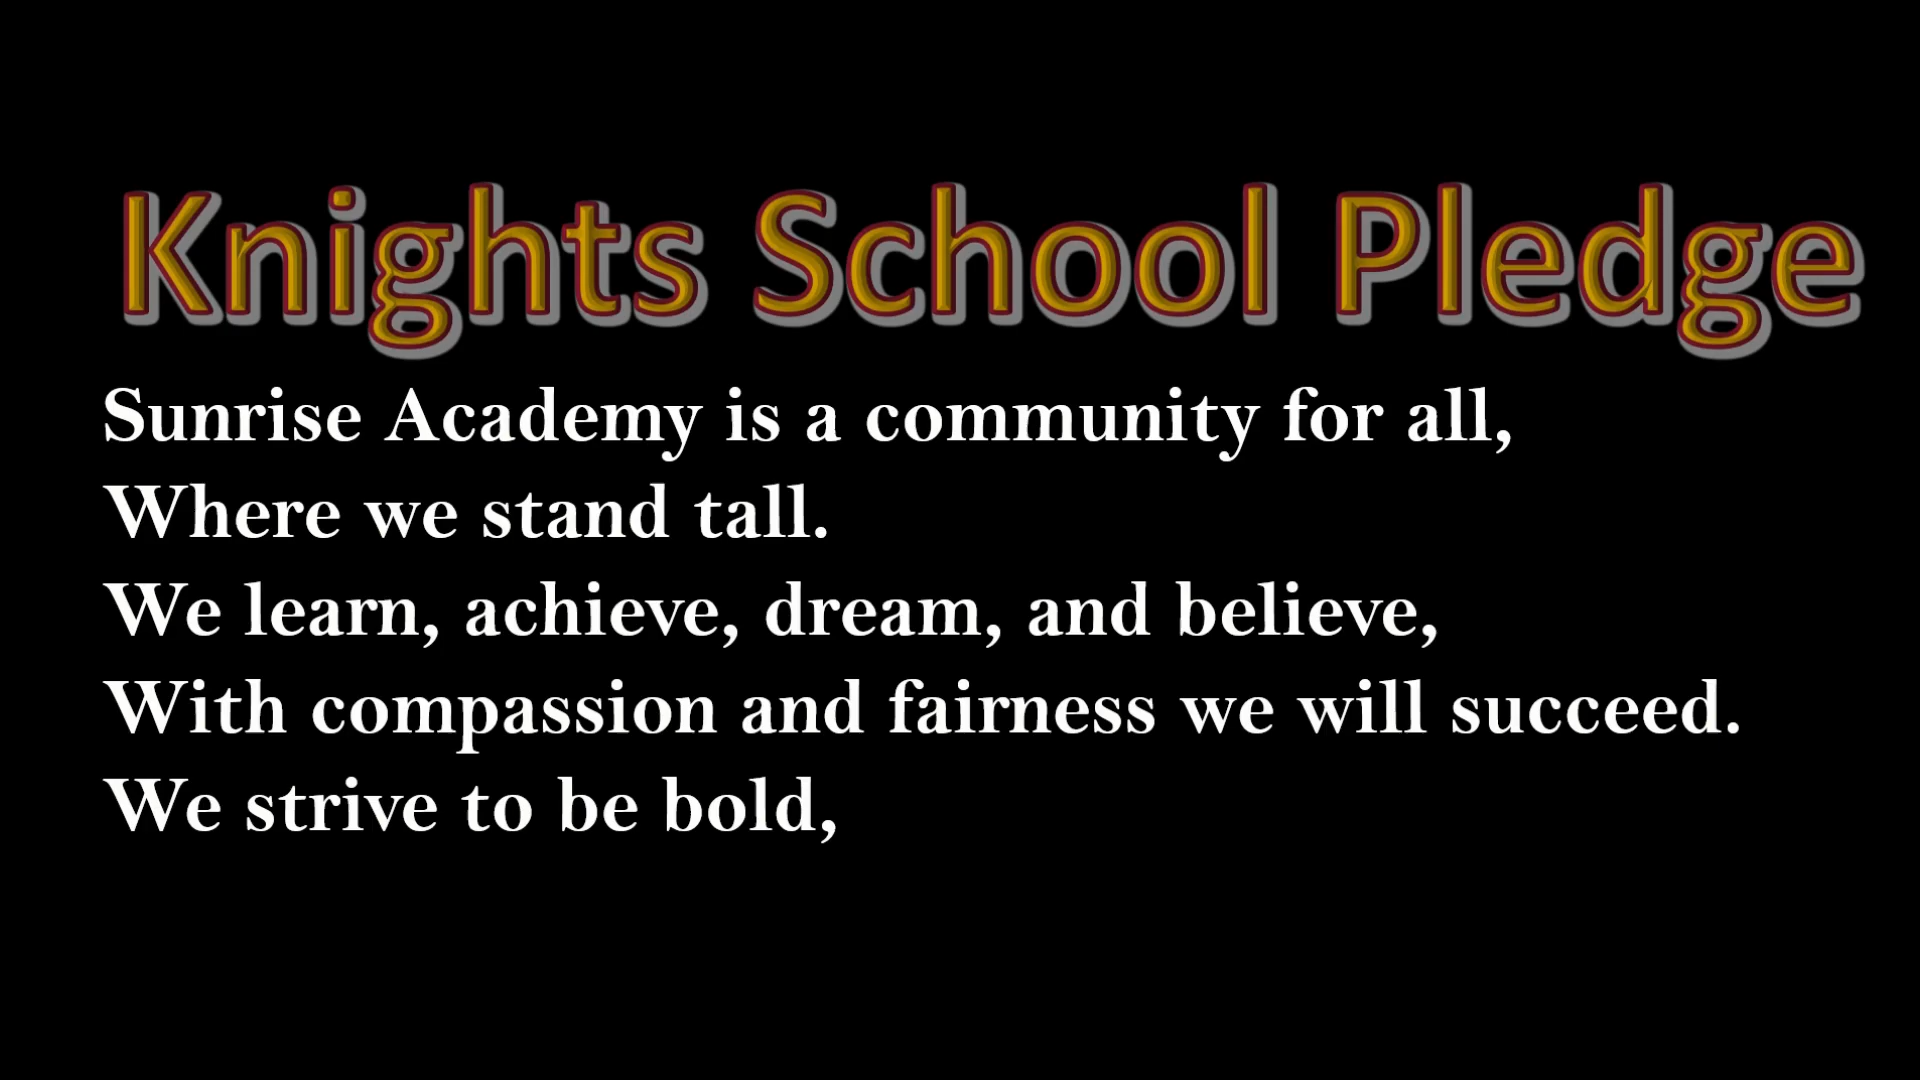 Knights School Pledge
Sunrise Academy is a community for all,
Where we stand tall.
We learn, achieve, dream, and believe,
With compassion and fairness we will succeed.
We strive to be bold,